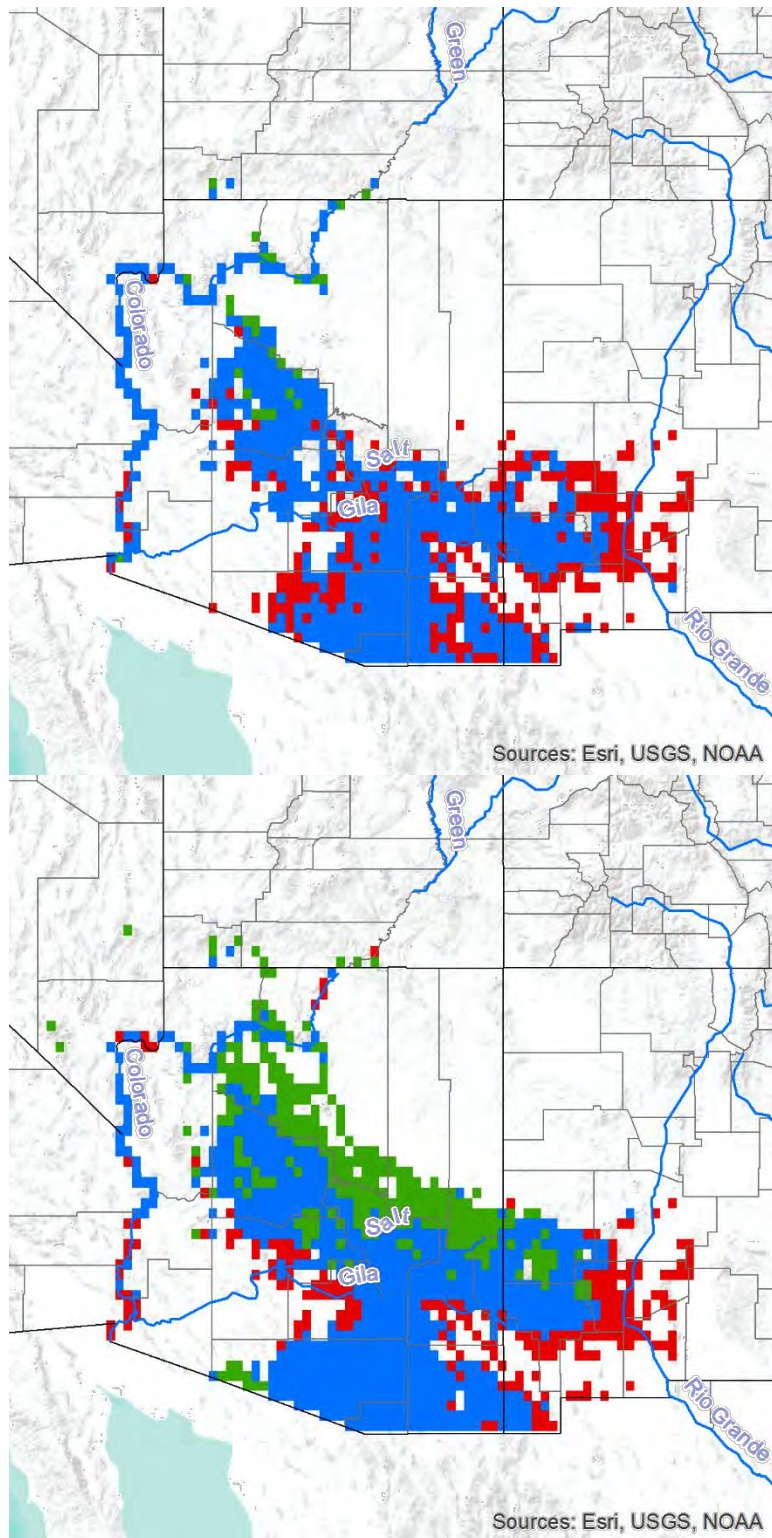 Green
Colorado
Salt
Gila
Rio Grande
Sources: Esri, USGS, NOAA
Green
Colorado
Salt
Gila
Rio Grande
Sources: Esri, USGS, NOAA